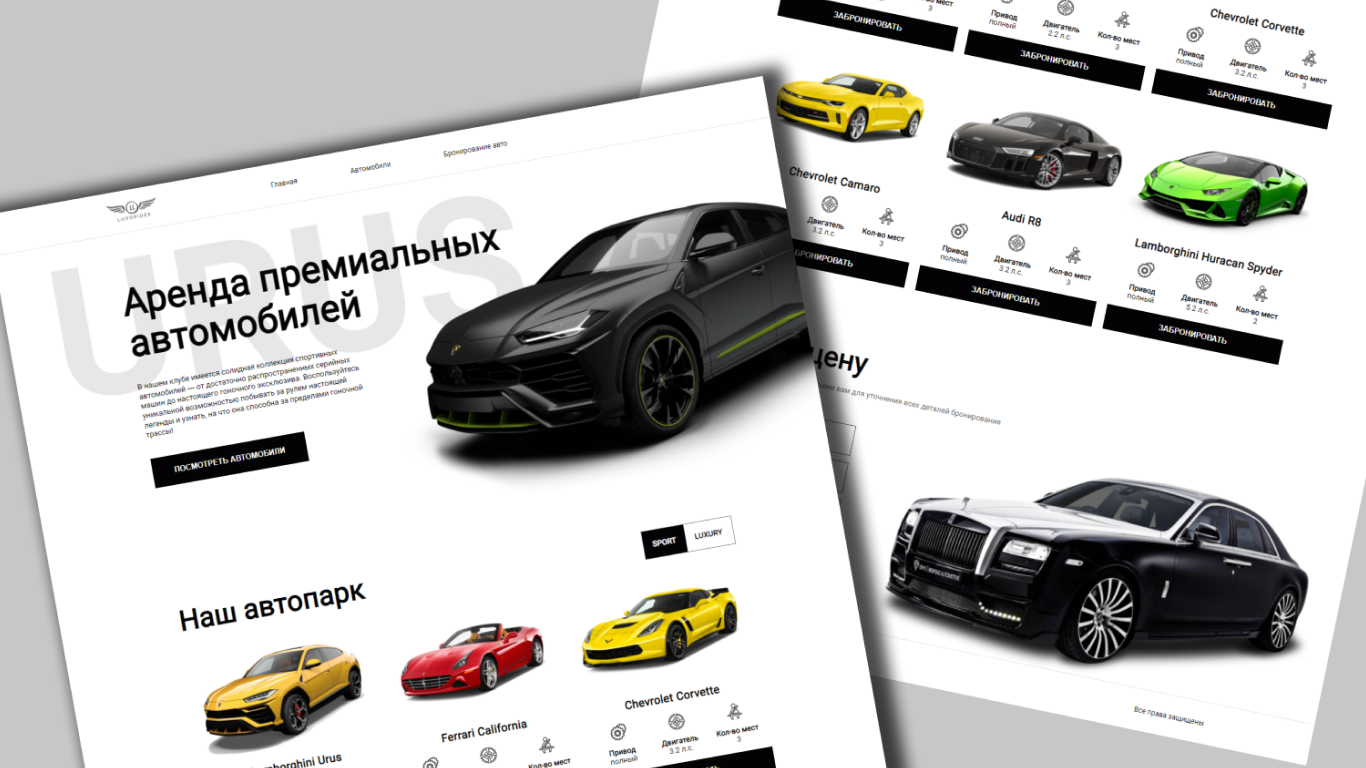 Главная
Автомобили
Бронирование авто
LUXORIDES
URUS
Аренда премиальных
автомобилей
В нашем клубе имеется солидная коллекция спортивных
автомобилей — от достаточно распространенных серийных
машин до настоящего гоночного эксклюзива. Воспользуйтесь
уникальной возможностью побывать за рулем настоящей
легенды и узнать, на что она способна за пределами гоночной
трассы!
ПОСМОТРЕТЬ АВТОМОБИЛИ
SPORT
LUXURY
Наш автопарк
Urus
Ferrari California
Кол-во мест
Chevrolet Corvette
Привод
полный
Двигатель
3.2 л.с.
Кол-во мест
3
ЗАБРОНИРОВАТЬ
Привод
полный
Двигатель
2.2 л.с.
Кол-во мест
3
ЗАБРОНИРОВАТЬ
Chevrolet Corvette
Привод
полный
Двигатель
3.2 л.с.
Кол-во мест
3
ЗАБРОНИРОВАТЬ
Chevrolet Camaro
Двигатель
3.2 л.с.
Кол-во мест
3
БРОНИРОВАТЬ
Audi R8
Привод
полный
Двигатель
3.2 л.с.
Кол-во мест
3
ЗАБРОНИРОВАТЬ
Lamborghini Huracan Spyder
Привод
полный
Двигатель
5.2 л.с.
Кол-во мест
2
ЗАБРОНИРОВАТЬ
цену
вам для уточнения всех деталей бронирования
Все права защищены